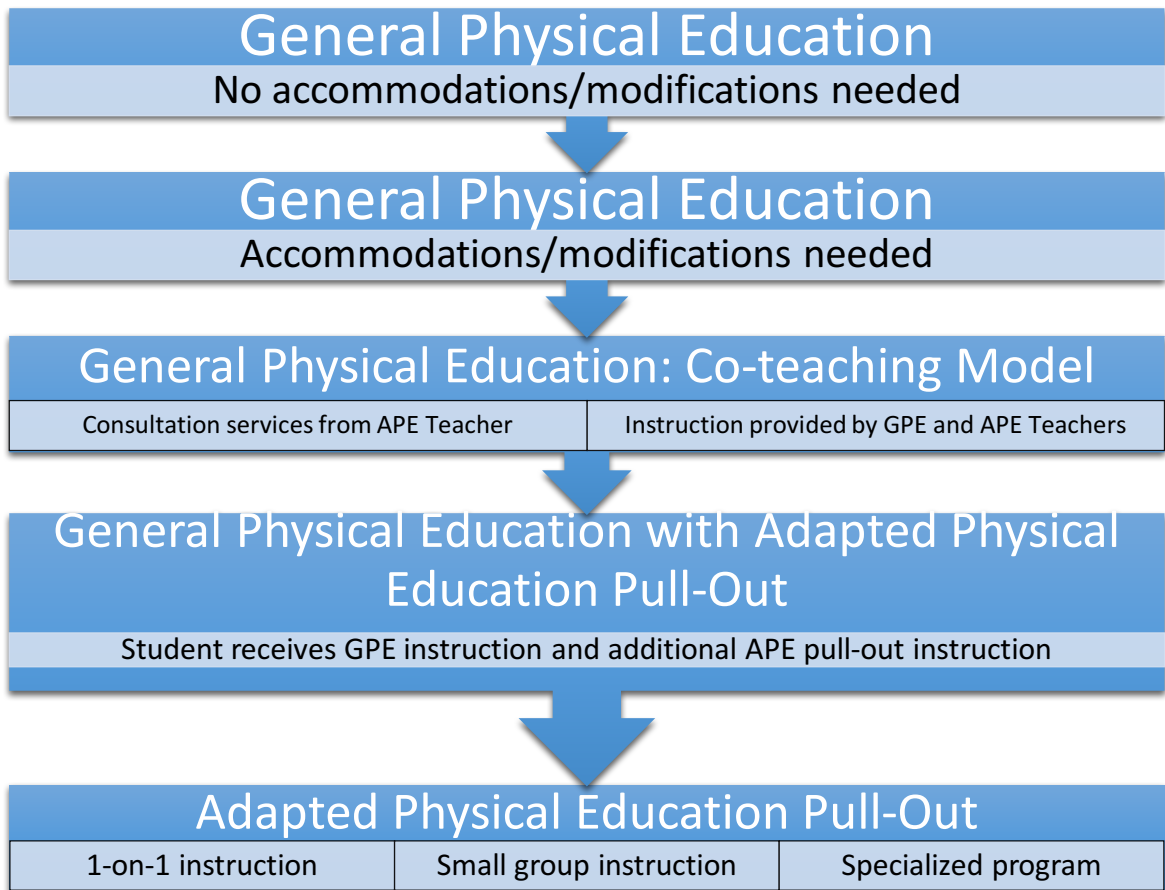 General Physical Education
No accommodations/modifications needed
General Physical Education
Accommodations/modifications needed
General Physical Education: Co-teaching Model
Consultation services from APE Teacher
Instruction provided by GPE and APE Teachers
General Physical Education with Adapted Physical
Education Pull-Out
Student receives GPE instruction and additional APE pull-out instruction
Adapted Physical Education Pull-Out
1-on-1 instruction
Small group instruction
Specialized program